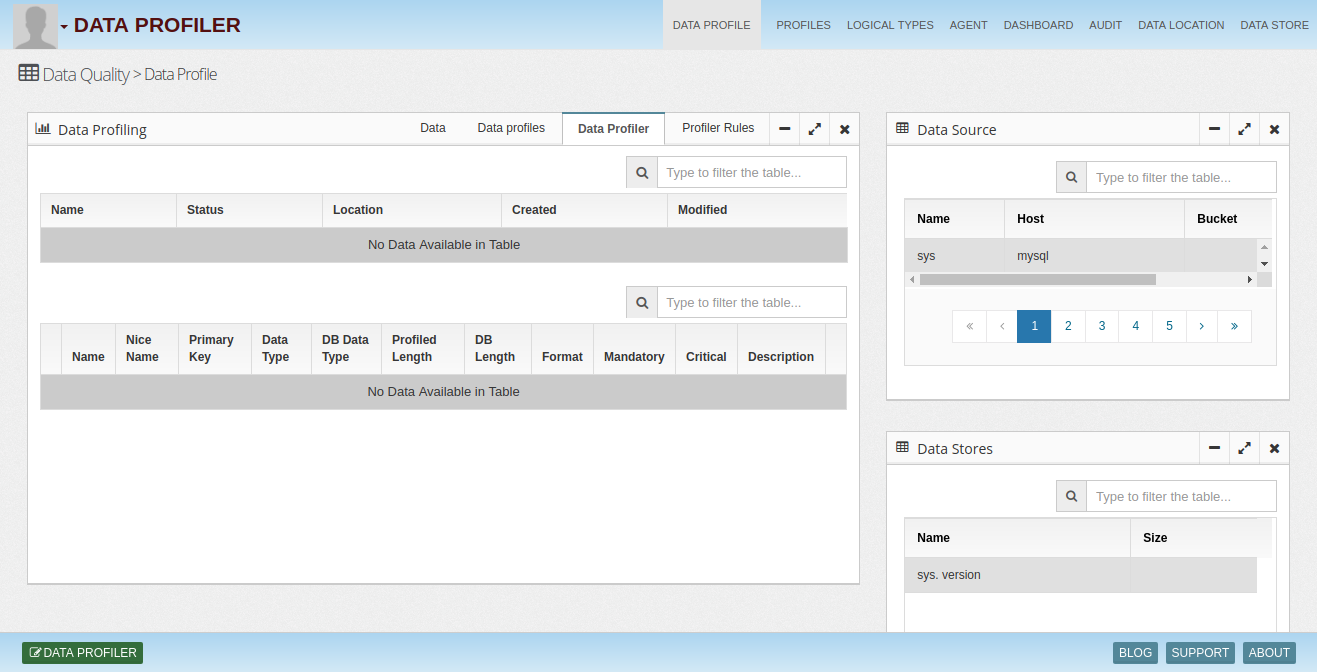 DATA PROFILER
DATA PROFILE PROFILES LOGICAL TYPES AGENT DASHBOARD AUDIT DATA LOCATION DATA STORE
Data Quality > Data Profile
Data Profiling
Data Data profiles Data Profiler Profiler Rules
Type to filter the table...
Name Status Location Created Modified
No Data Available in Table
Type to filter the table...
Name Nice Name Primary Key Data Type DB Data Type Profiled Length DB Length Format Mandatory Critical Description
No Data Available in Table
Data Source
Type to filter the table...
Name Host Bucket
sys mysql
« ‹ 1 2 3 4 5 › »
Data Stores
Type to filter the table...
Name Size
sys. version
DATA PROFILER
BLOG SUPPORT ABOUT